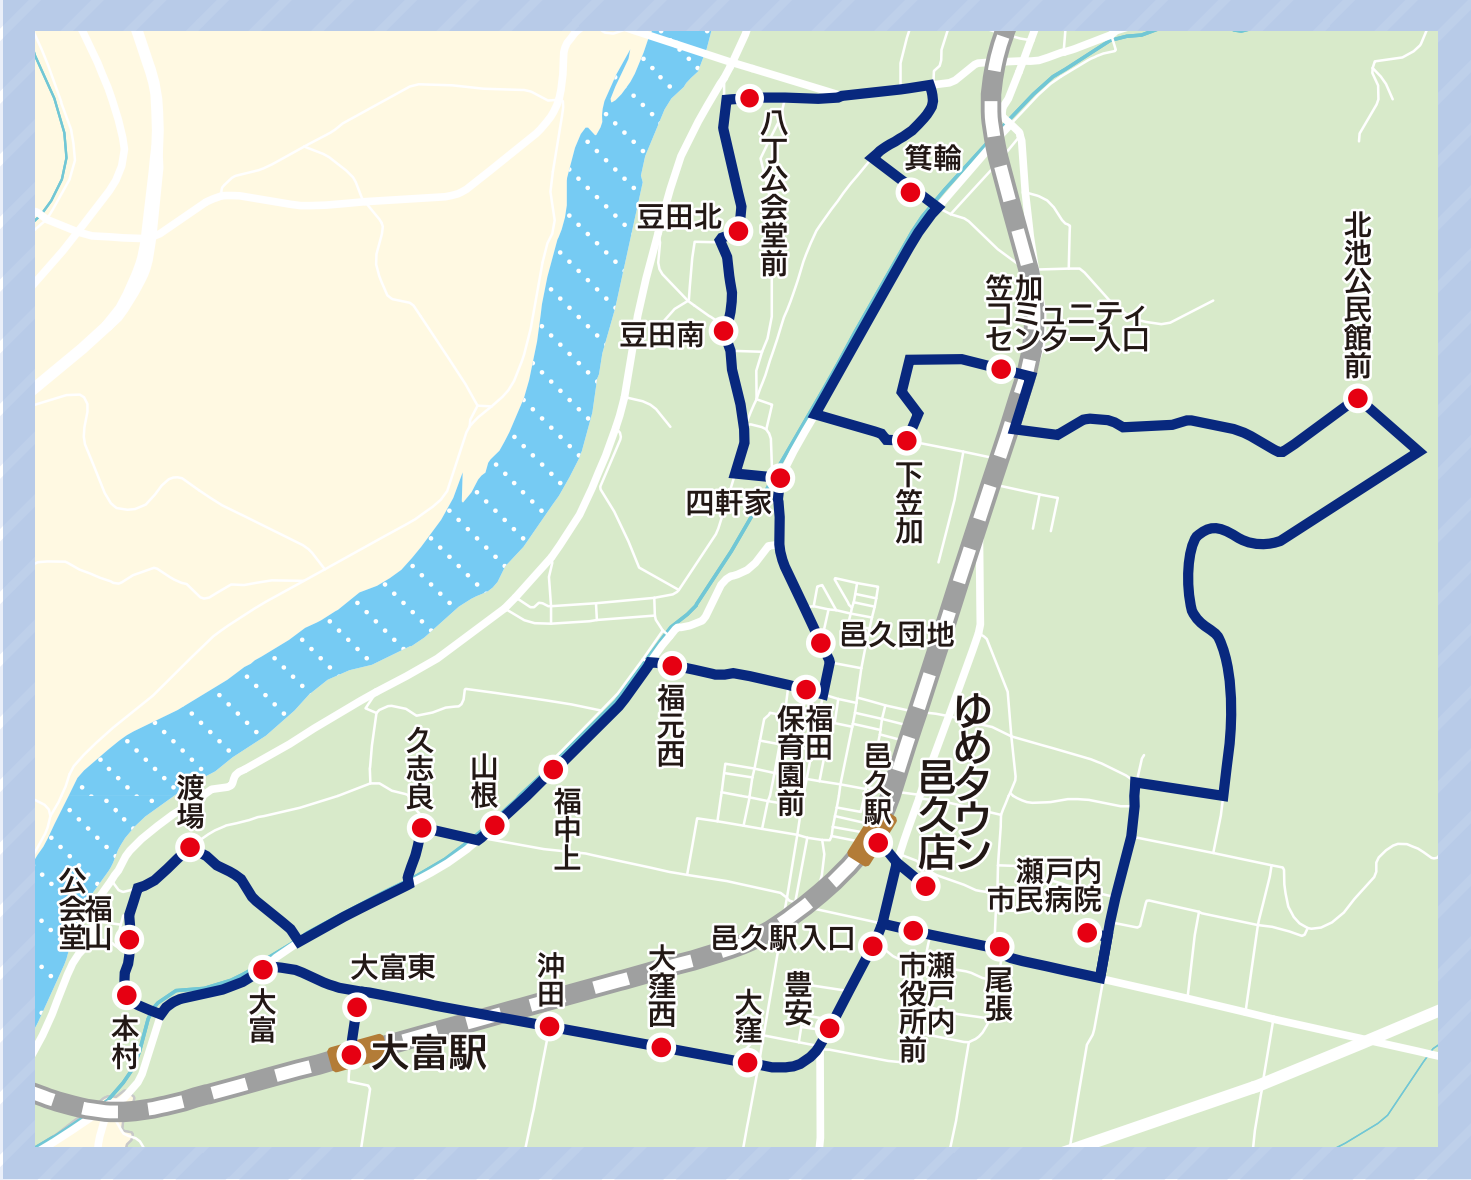 八丁公会堂前
箕輪
豆田北
豆田南
笠加
コミュニティ
センター入口
北池公民館前
下笠加
四軒家
邑久団地
福元西
福田
保育園前
邑久駅
ゆめタウン
邑久店
久志良
山根
福中上
渡場
福山
公会堂
本村
大富
大富東
大富駅
沖田
大窪西
大窪
豊安
邑久駅入口
瀬戸内
市役所前
尾張
瀬戸内
市民病院